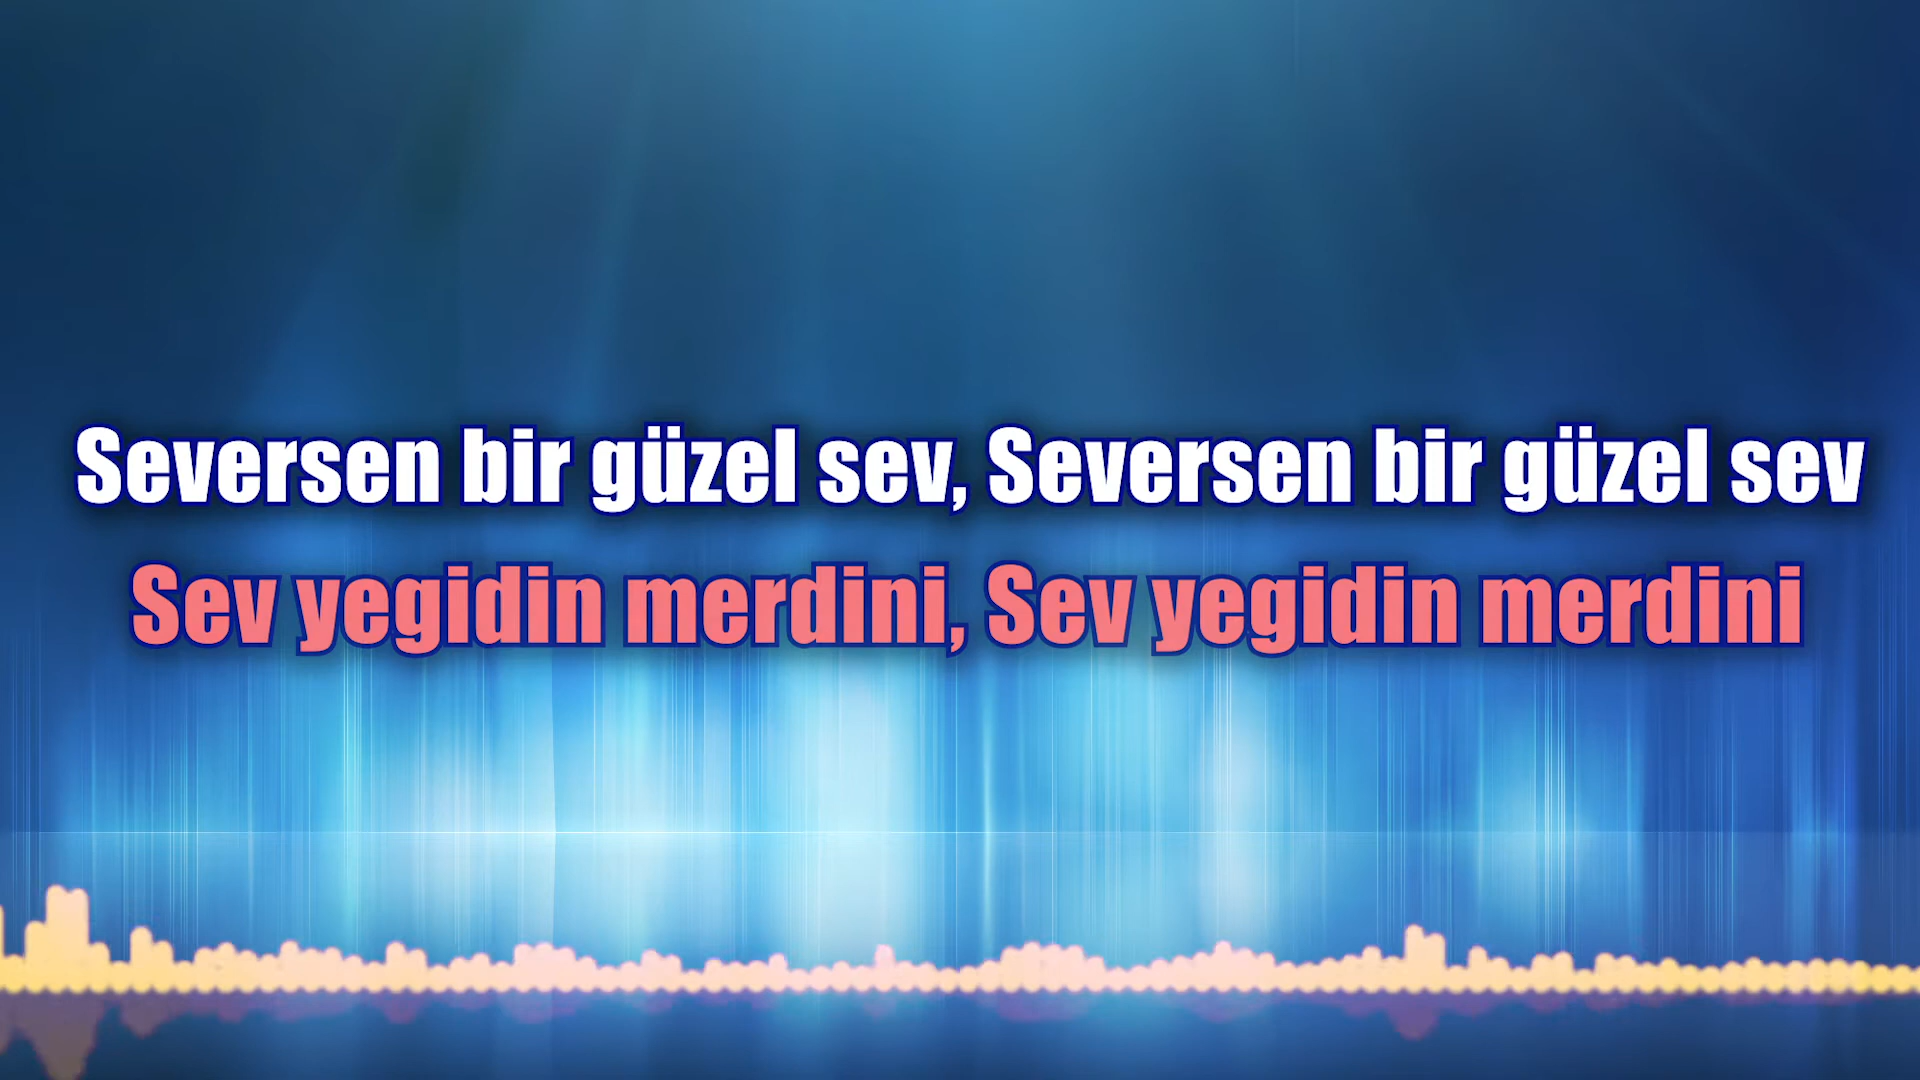 Seversen bir güzel sev, Seversen bir güzel sev
Sev yegidin merdini, Sev yegidin merdini